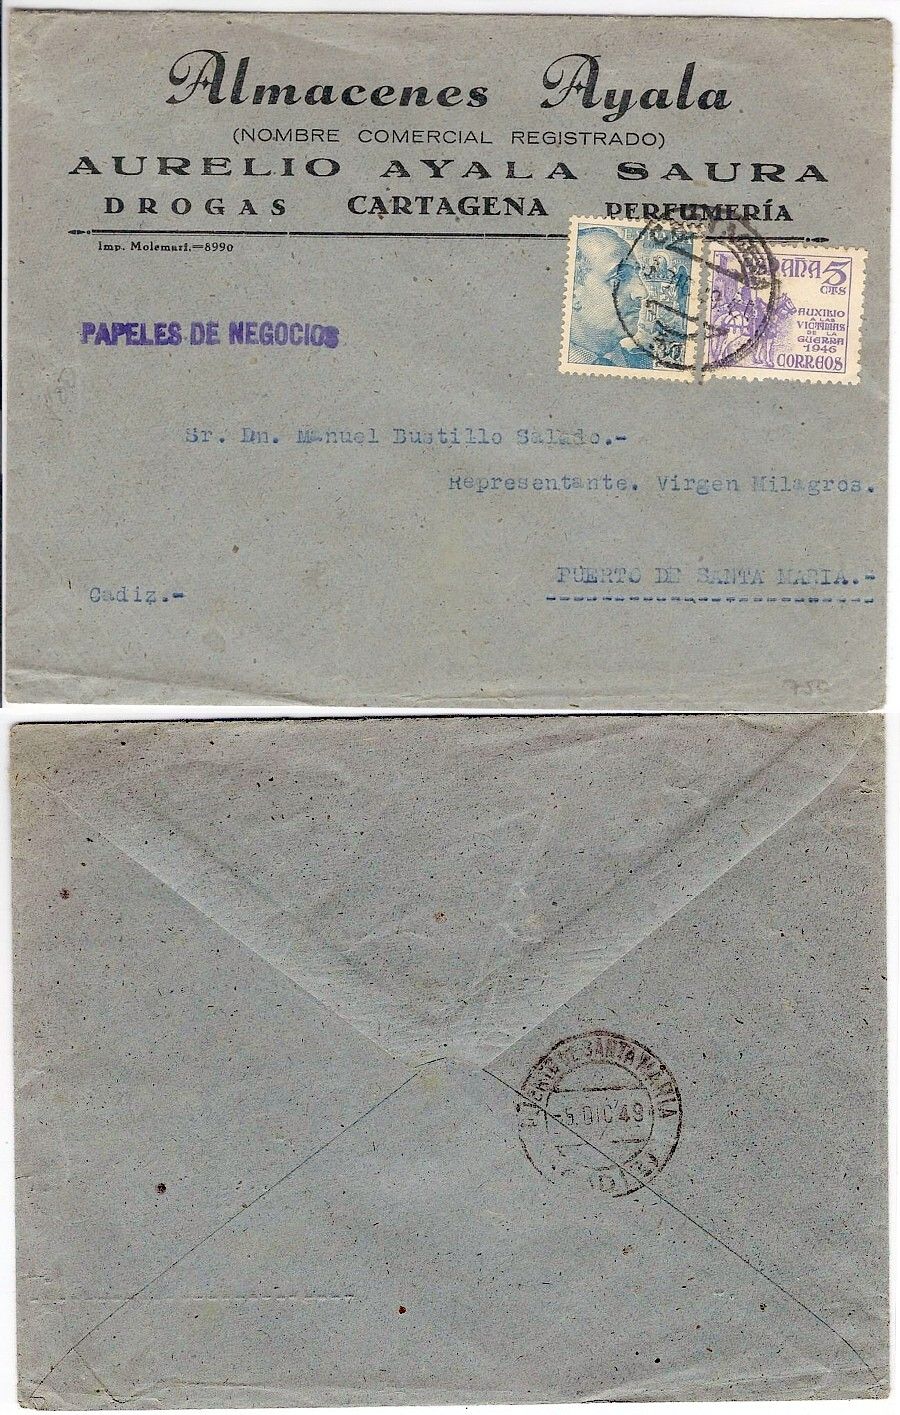 Almacenes Ayala
(NOMBRE COMERCIAL REGISTRADO)
AURELIO AYALA SAURA
DROGAS CARTAGENA PERFUMERÍA
Imp. Molemari.=8990
ESPAÑA 5
CTS
AUXILIO
A LAS
VICTIMAS
DE LA
GUERRA
1946
CORREOS
PAPELES DE NEGOCIOS
Sr. Dn. Manuel Bustillo Salado.-
Representante. Virgen Milagros.
PUERTO DE SANTA MARIA.-
Cadiz.-
PUERTO DE SANTA MARIA
-5.DIC 49